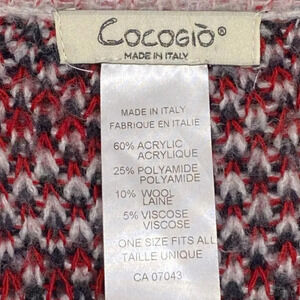 COCOGIÒ®
MADE IN ITALY
MADE IN ITALY
FABRIQUE EN ITALIE
60% ACRYLIC
ACRYLIQUE
25% POLYAMIDE
POLYAMIDE
10% WOOL
LAINE
5% VISCOSE
VISCOSE
ONE SIZE FITS ALL
TAILLE UNIQUE
CA 07043